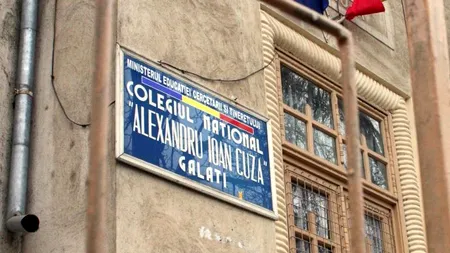 MINISTERUL EDUCAȚIEI CERCETĂRII ȘI TINERETULUI
COLEGIUL NAȚIONAL
"ALEXANDRU IOAN CUZA"
GALAȚI